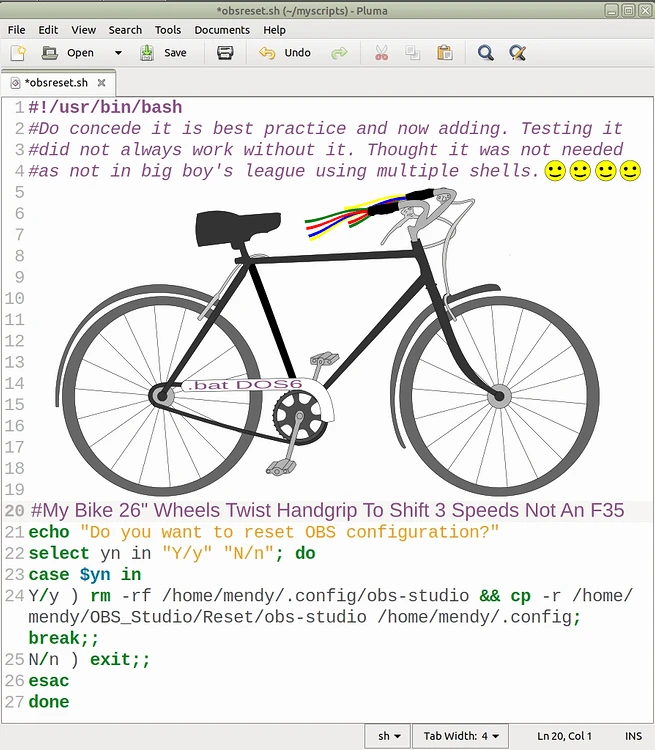 *obsreset.sh (~/myscripts) - Pluma
File Edit View Search Tools Documents Help
Open Save Undo
*obsreset.sh
1 #!/usr/bin/bash
2 #Do concede it is best practice and now adding. Testing it
3 #did not always work without it. Thought it was not needed
4 #as not in big boy's league using multiple shells.
5
6
7
8
9
10
11
12
13
14 .bat DOS6
15
16
17
18
19
20 #My Bike 26" Wheels Twist Handgrip To Shift 3 Speeds Not An F35
21 echo "Do you want to reset OBS configuration?"
22 select yn in "Y/y" "N/n"; do
23 case $yn in
24 Y/y ) rm -rf /home/mendy/.config/obs-studio && cp -r /home/
mendy/OBS_Studio/Reset/obs-studio /home/mendy/.config;
break;;
25 N/n ) exit;;
26 esac
27 done
sh Tab Width: 4 Ln 20, Col 1 INS